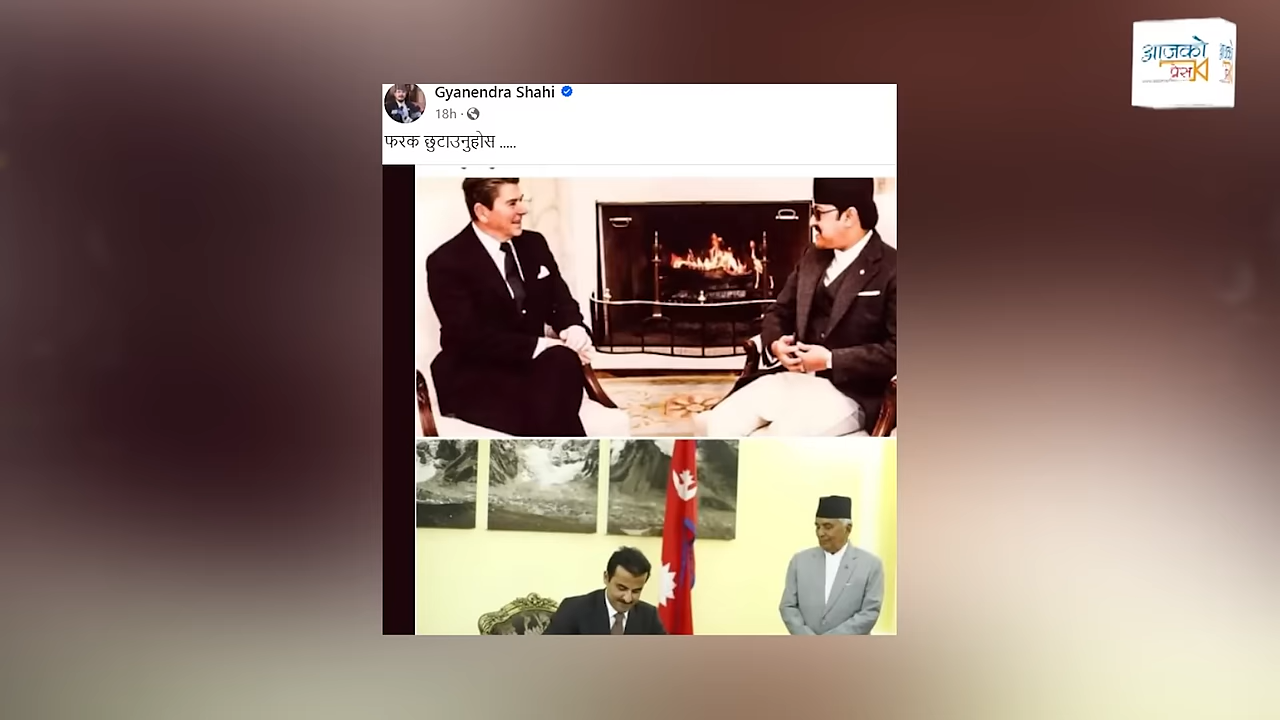 आजको
प्रेस
Gyanendra Shahi
18h
फरक छुटाउनुहोस .....